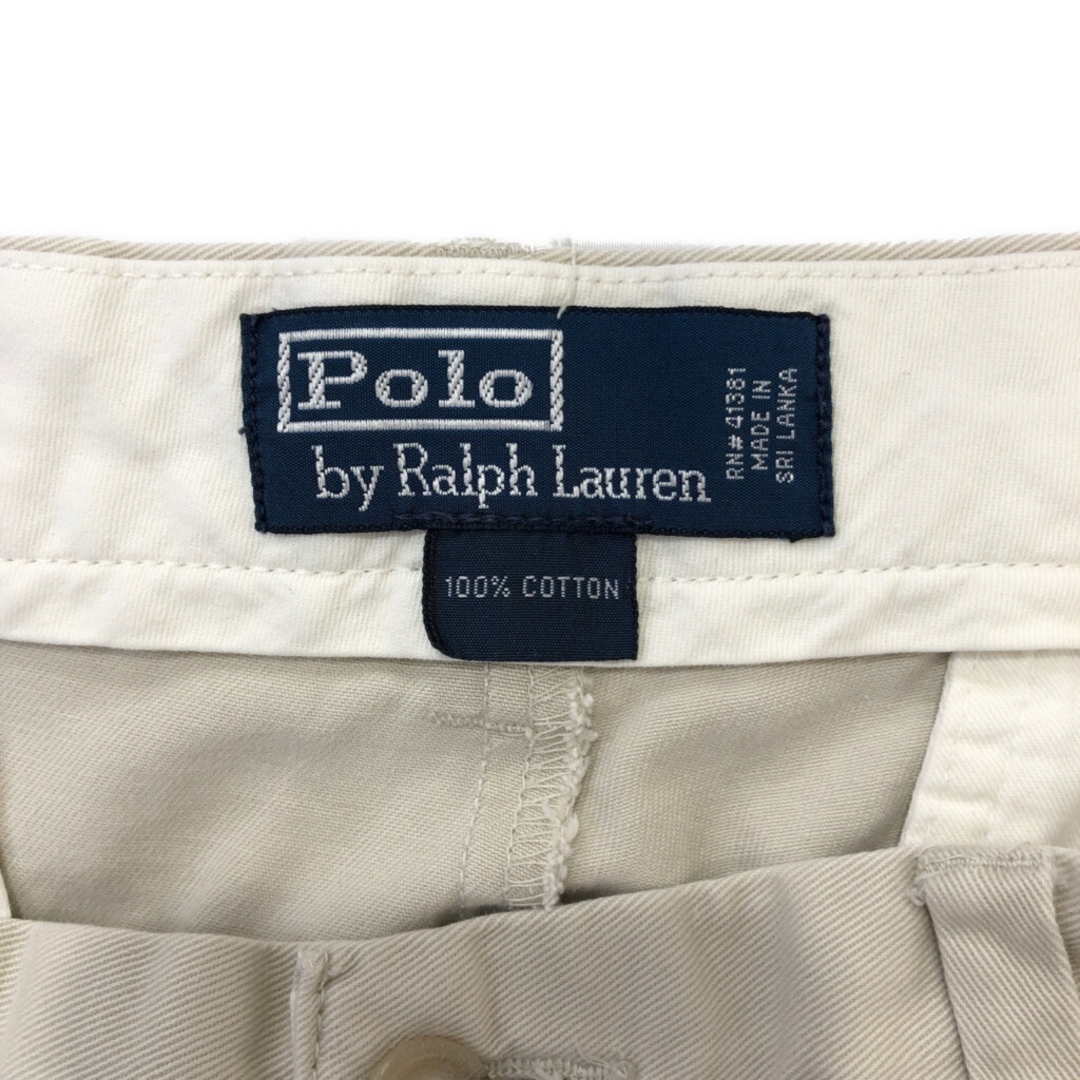 Polo
by Ralph Lauren
RN# 41381
MADE IN
SRI LANKA
100% COTTON